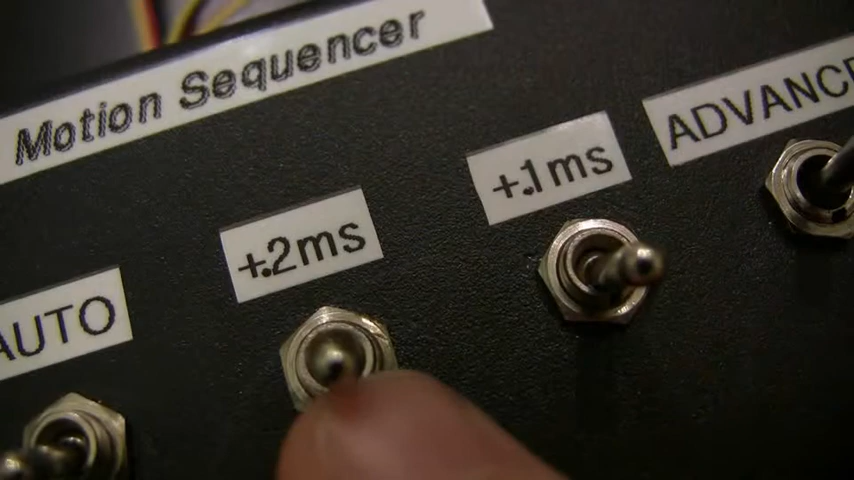 Motion Sequencer
AUTO
+.2ms
+.1ms
ADVANCE